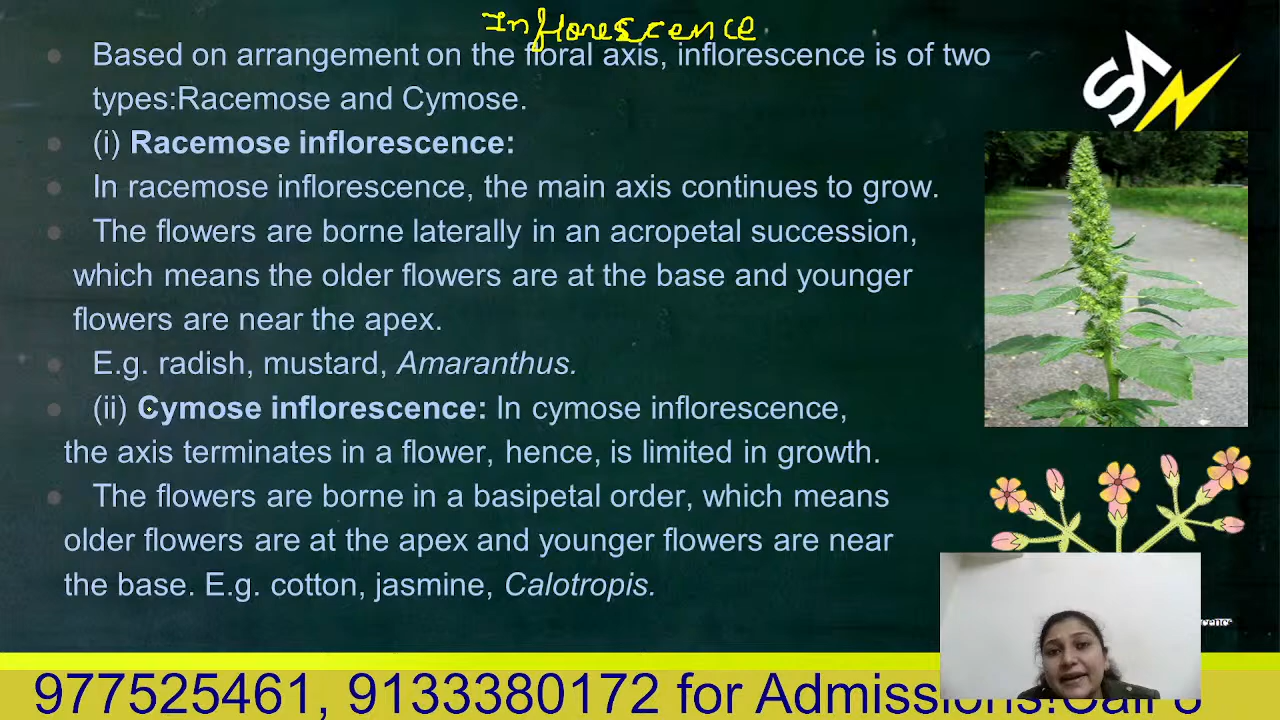 Inflorescence
Based on arrangement on the floral axis, inflorescence is of two
types:Racemose and Cymose.
(i) Racemose inflorescence:
In racemose inflorescence, the main axis continues to grow.
The flowers are borne laterally in an acropetal succession,
which means the older flowers are at the base and younger
flowers are near the apex.
E.g. radish, mustard, Amaranthus.
(ii) Cymose inflorescence: In cymose inflorescence,
the axis terminates in a flower, hence, is limited in growth.
The flowers are borne in a basipetal order, which means
older flowers are at the apex and younger flowers are near
the base. E.g. cotton, jasmine, Calotropis.
977525461, 9133380172 for Admissions!Call